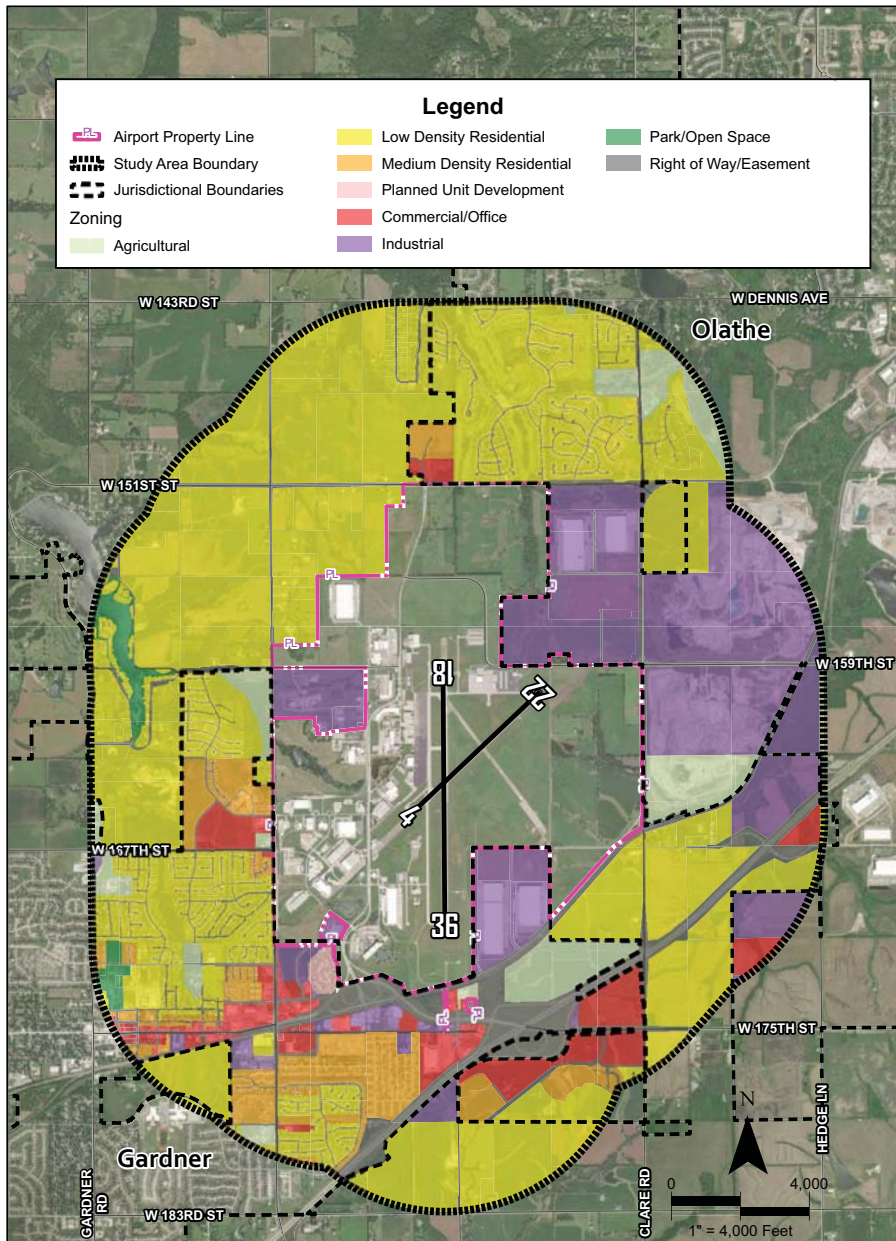 Legend
PL Airport Property Line
Study Area Boundary
Jurisdictional Boundaries
Zoning
Agricultural
Low Density Residential
Medium Density Residential
Planned Unit Development
Commercial/Office
Industrial
Park/Open Space
Right of Way/Easement
W 143RD ST
W DENNIS AVE
Olathe
W 151ST ST
PL
PL
W 159TH ST
18
22
4
W 167TH ST
36
PL
PL
W 175TH ST
N
Gardner
GARDNER RD
CLARE RD
HEDGE LN
W 183RD ST
0 4,000
1" = 4,000 Feet